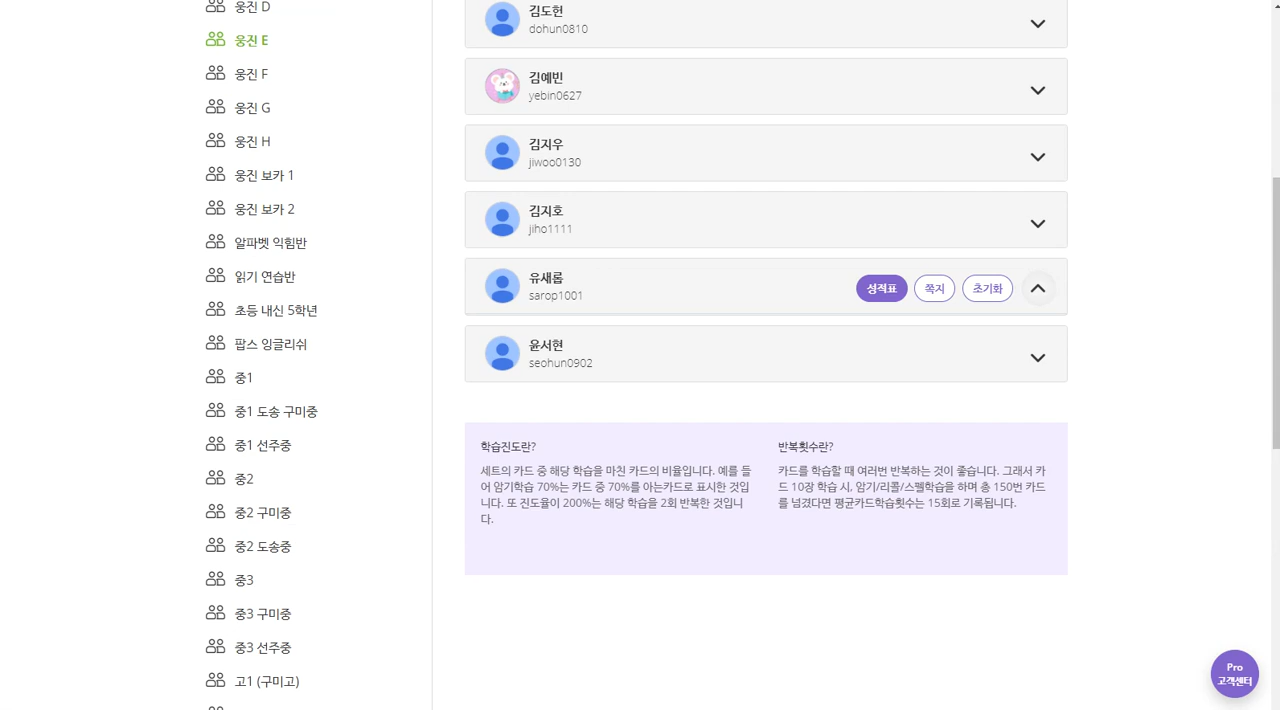 웅진 D
웅진 E
웅진 F
웅진 G
웅진 H
웅진 보카 1
웅진 보카 2
알파벳 익힘반
읽기 연습반
초등 내신 5학년
팝스 잉글리쉬
중1
중1 도송 구미중
중1 선주중
중2
중2 구미중
중2 도송중
중3
중3 구미중
중3 선주중
고1 (구미고)
김도헌
dohun0810
김예빈
yebin0627
김지우
jiwoo0130
김지호
jiho1111
유새롭
sarop1001
성적표
쪽지
초기화
윤서현
seohun0902
학습진도란?
세트의 카드 중 해당 학습을 마친 카드의 비율입니다. 예를 들
어 암기학습 70%는 카드 중 70%를 아는카드로 표시한 것입
니다. 또 진도율이 200%는 해당 학습을 2회 반복한 것입니
다.
반복횟수란?
카드를 학습할 때 여러번 반복하는 것이 좋습니다. 그래서 카
드 10장 학습 시, 암기/리콜/스펠학습을 하며 총 150번 카드
를 넘겼다면 평균카드학습횟수는 15회로 기록됩니다.
Pro
고객센터